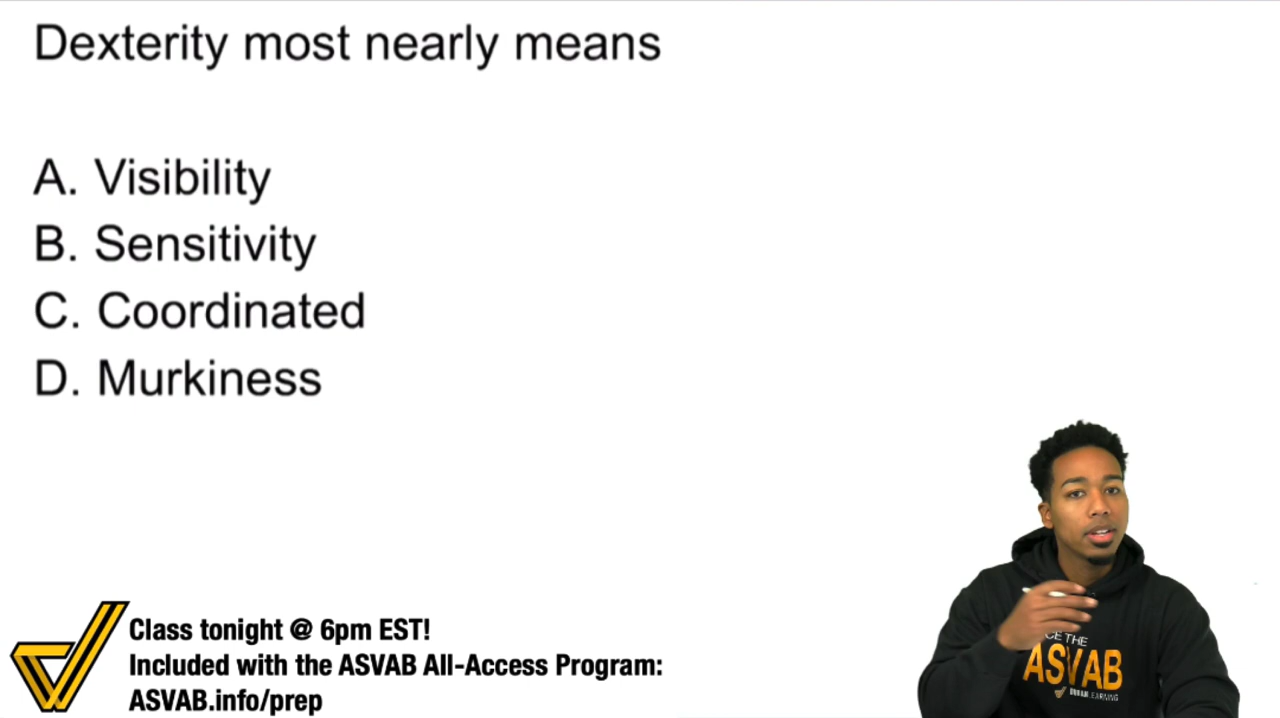 Dexterity most nearly means
A. Visibility
B. Sensitivity
C. Coordinated
D. Murkiness
Class tonight @ 6pm EST!
Included with the ASVAB All-Access Program:
ASVAB.info/prep
THE
ASVAB